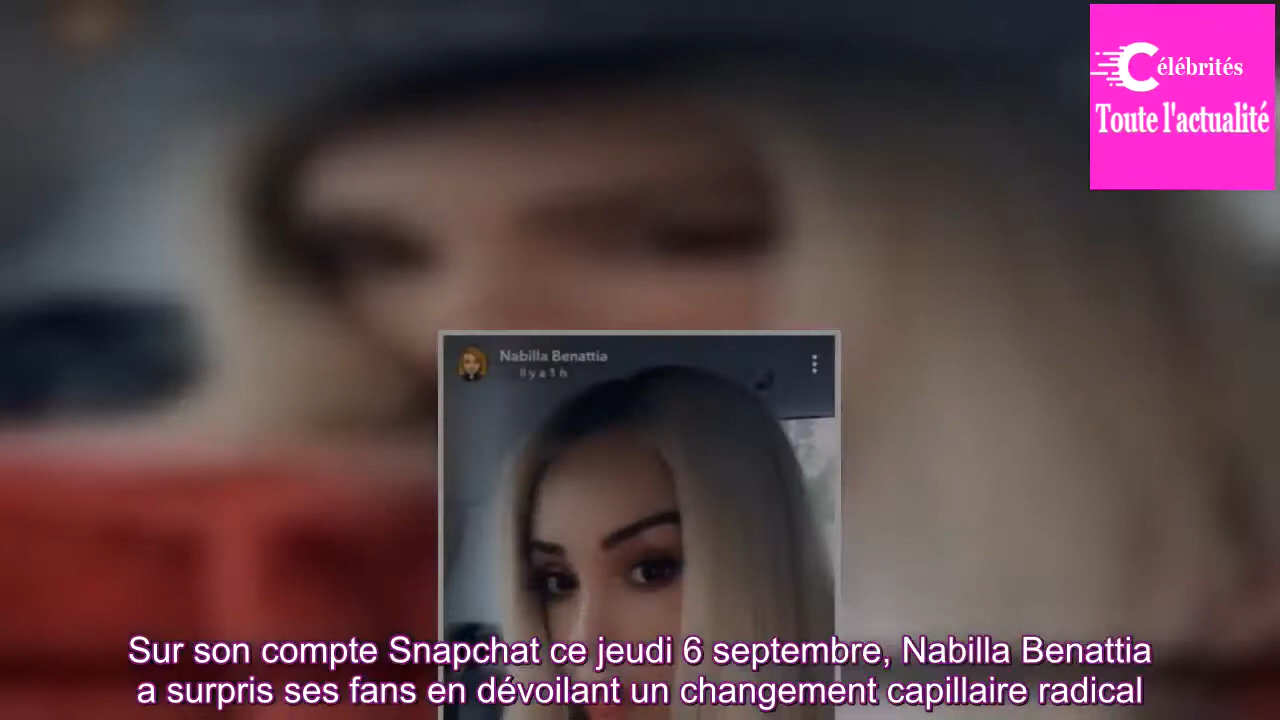 Célébrités
Toute l'actualité
Nabilla Benattia
Il y a 1 h
Sur son compte Snapchat ce jeudi 6 septembre, Nabilla Benattia
a surpris ses fans en dévoilant un changement capillaire radical